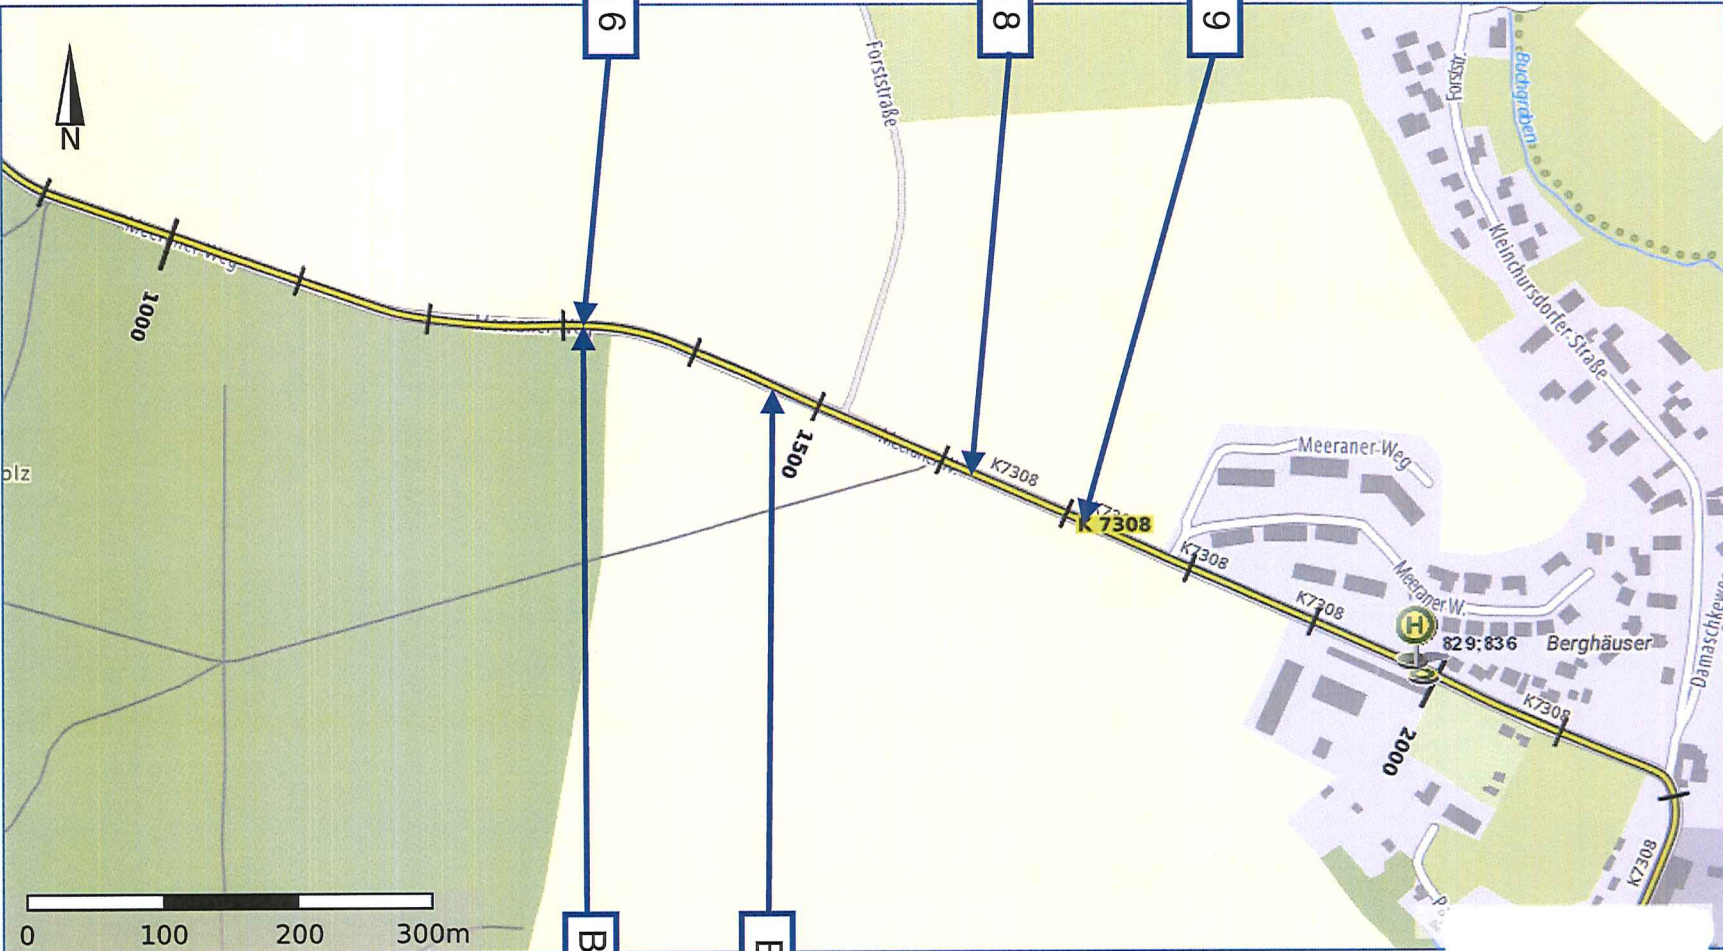 6
8
9
Forststraße
Forststr.
Buchgraben
N
Kleinchursdorfer-Straße
Meeraner-Weg
1000
1500
K7308
K 7308
Meeraner-Weg
K7308
Meeraner W.
K7308
H
829;836
Berghäuser
K7308
2000
K7308
olz
0 100 200 300m
B